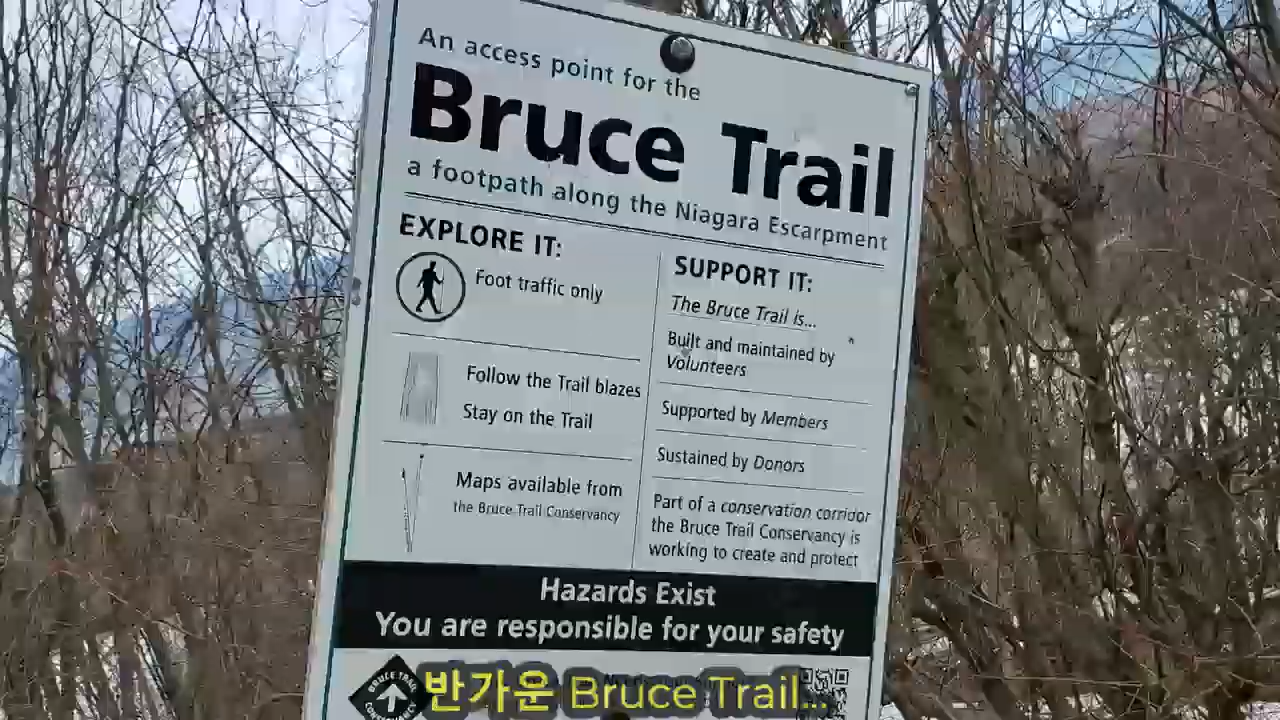 An access point for the
Bruce Trail
a footpath along the Niagara Escarpment
EXPLORE IT:
Foot traffic only
Follow the Trail blazes
Stay on the Trail
Maps available from
the Bruce Trail Conservancy
SUPPORT IT:
The Bruce Trail is...
Built and maintained by
Volunteers
Supported by Members
Sustained by Donors
Part of a conservation corridor
the Bruce Trail Conservancy is
working to create and protect
Hazards Exist
You are responsible for your safety
BRUCE TRAIL
CONSERVANCY
반가운 Bruce Trail...